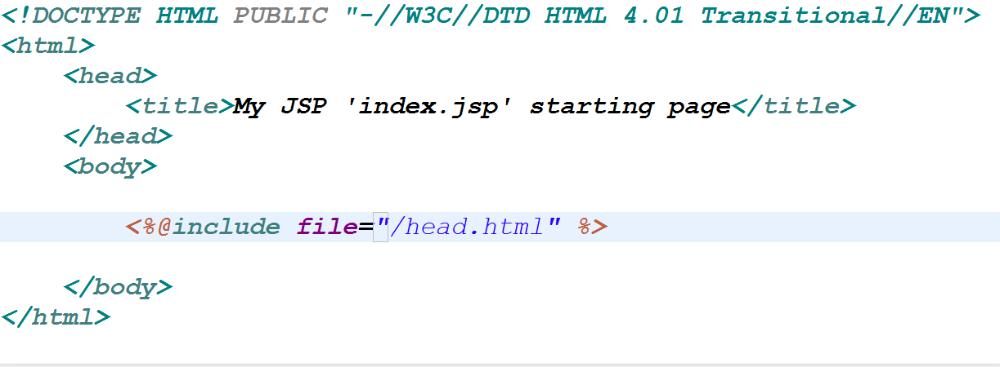 <!DOCTYPE HTML PUBLIC "-//W3C//DTD HTML 4.01 Transitional//EN">
<html>
    <head>
        <title>My JSP 'index.jsp' starting page</title>
    </head>
    <body>
        <%@include file="/head.html" %>
    </body>
</html>